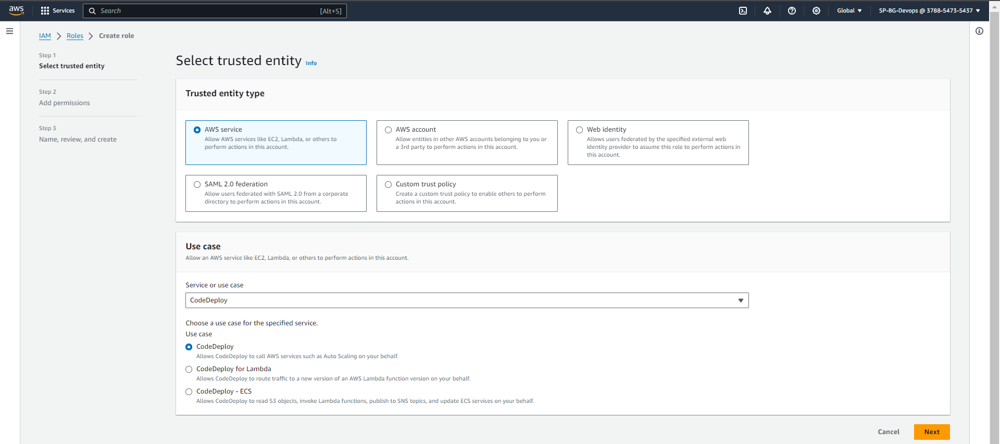 aws
Services
Search
[Alt+S]
Global
SP-BG-Devops @ 3788-5473-5437
IAM
Roles
Create role
Step 1
Select trusted entity
Step 2
Add permissions
Step 3
Name, review, and create
Select trusted entity Info
Trusted entity type
AWS service
Allow AWS services like EC2, Lambda, or others to
perform actions in this account.
AWS account
Allow entities in other AWS accounts belonging to you or
a 3rd party to perform actions in this account.
Web identity
Allows users federated by the specified external web
identity provider to assume this role to perform actions in
this account.
SAML 2.0 federation
Allow users federated with SAML 2.0 from a corporate
directory to perform actions in this account.
Custom trust policy
Create a custom trust policy to enable others to perform
actions in this account.
Use case
Allow an AWS service like EC2, Lambda, or others to perform actions in this account.
Service or use case
CodeDeploy
Choose a use case for the specified service.
Use case
CodeDeploy
Allows CodeDeploy to call AWS services such as Auto Scaling on your behalf.
CodeDeploy for Lambda
Allows CodeDeploy to route traffic to a new version of an AWS Lambda function version on your behalf.
CodeDeploy - ECS
Allows CodeDeploy to read S3 objects, invoke Lambda functions, publish to SNS topics, and update ECS services on your behalf.
Cancel
Next